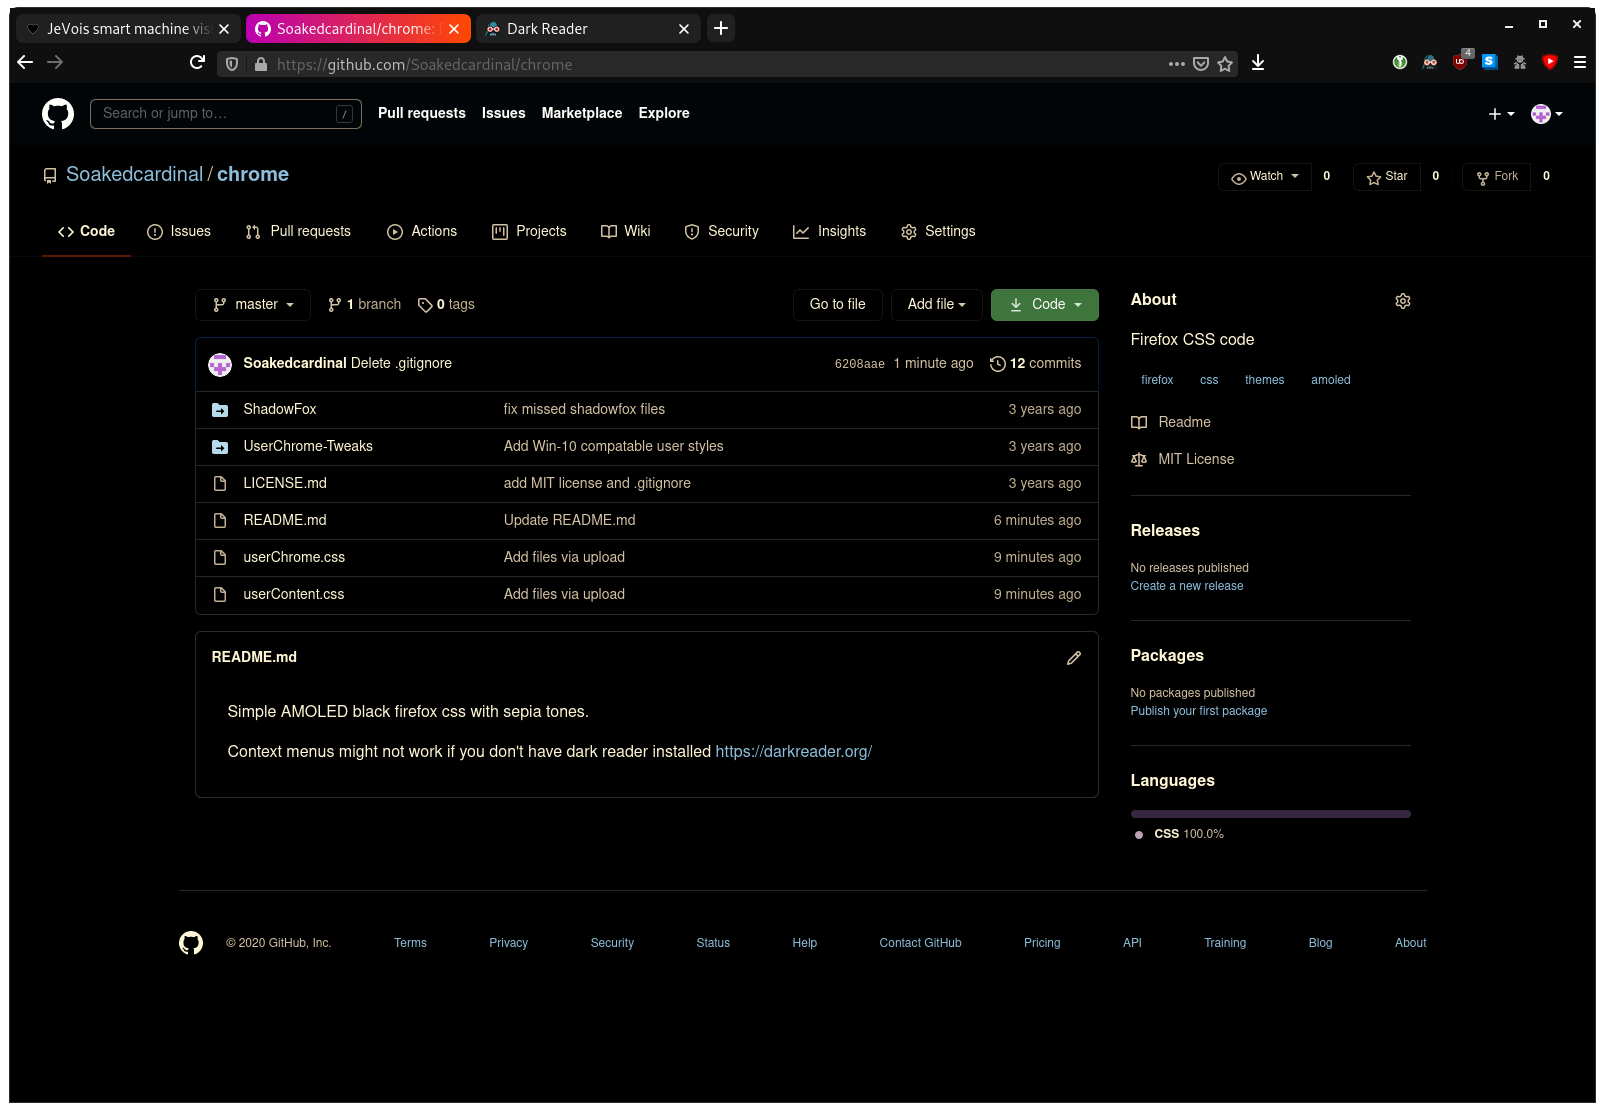 JeVois smart machine vis
Soakedcardinal/chrome:
Dark Reader
https://github.com/Soakedcardinal/chrome
4
Search or jump to…
/
Pull requests Issues Marketplace Explore
Soakedcardinal / chrome
Watch 0 Star 0 Fork 0
Code Issues Pull requests Actions Projects Wiki Security Insights Settings
master 1 branch 0 tags Go to file Add file Code
Soakedcardinal Delete .gitignore 6208aae 1 minute ago 12 commits
ShadowFox fix missed shadowfox files 3 years ago
UserChrome-Tweaks Add Win-10 compatable user styles 3 years ago
LICENSE.md add MIT license and .gitignore 3 years ago
README.md Update README.md 6 minutes ago
userChrome.css Add files via upload 9 minutes ago
userContent.css Add files via upload 9 minutes ago
README.md
Simple AMOLED black firefox css with sepia tones.
Context menus might not work if you don't have dark reader installed https://darkreader.org/
About
Firefox CSS code
firefox css themes amoled
Readme
MIT License
Releases
No releases published
Create a new release
Packages
No packages published
Publish your first package
Languages
CSS 100.0%
© 2020 GitHub, Inc. Terms Privacy Security Status Help Contact GitHub Pricing API Training Blog About